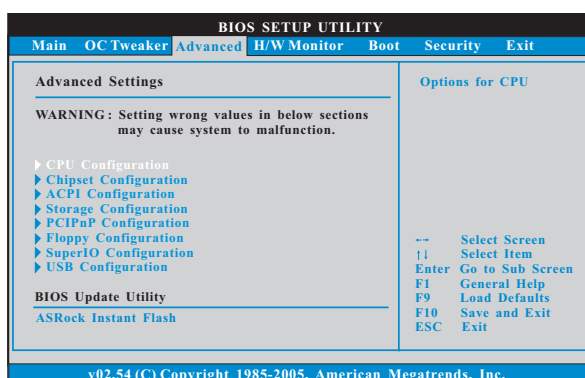 BIOS SETUP UTILITY
Main OC Tweaker Advanced H/W Monitor Boot Security Exit
Advanced Settings
WARNING : Setting wrong values in below sections
may cause system to malfunction.
CPU Configuration
Chipset Configuration
ACPI Configuration
Storage Configuration
PCIPnP Configuration
Floppy Configuration
SuperIO Configuration
USB Configuration
BIOS Update Utility
ASRock Instant Flash
Options for CPU
←→ Select Screen
↑↓ Select Item
Enter Go to Sub Screen
F1 General Help
F9 Load Defaults
F10 Save and Exit
ESC Exit
v02.54 (C) Copyright 1985-2005, American Megatrends, Inc.